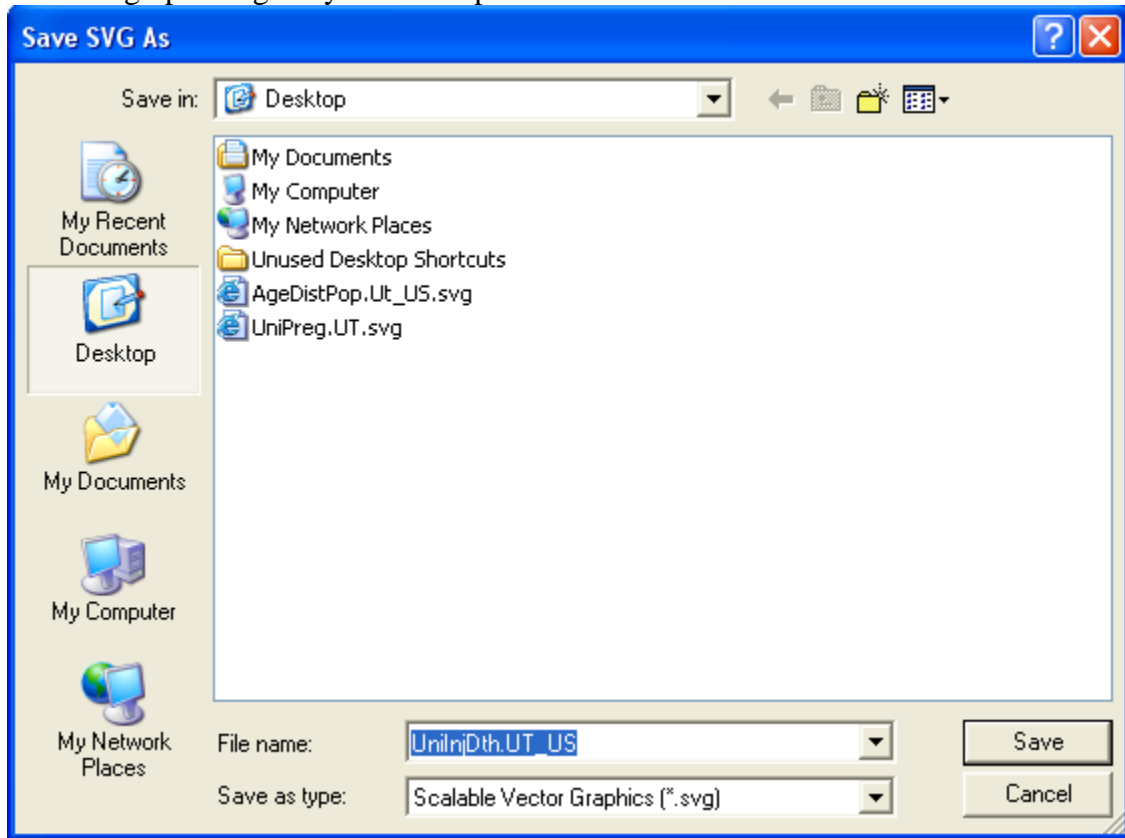 Save SVG As
Save in:
Desktop
My Documents
My Computer
My Network Places
Unused Desktop Shortcuts
AgeDistPop.Ut_US.svg
UniPreg.UT.svg
My Recent
Documents
Desktop
My Documents
My Computer
My Network
Places
File name:
UniInjDth.UT_US
Save
Save as type:
Scalable Vector Graphics (*.svg)
Cancel